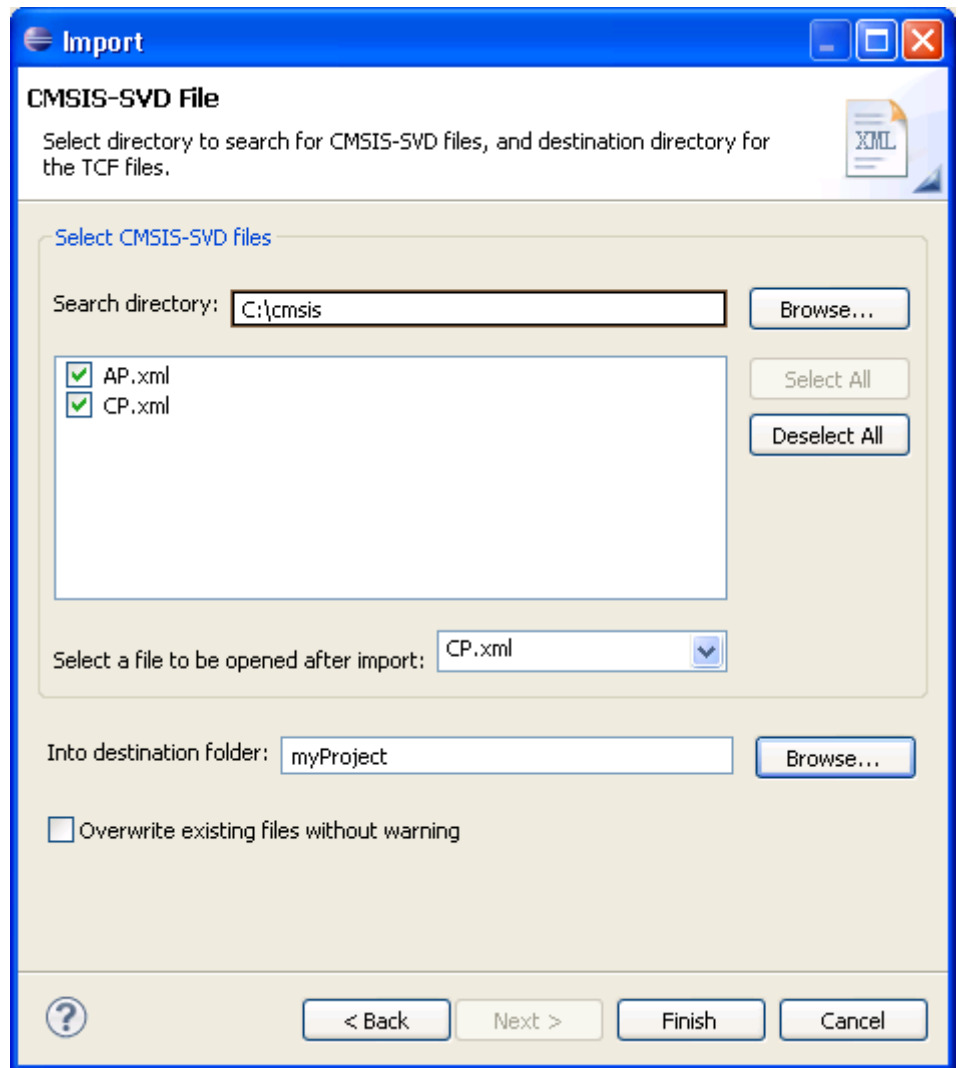 Import
CMSIS-SVD File
Select directory to search for CMSIS-SVD files, and destination directory for
the TCF files.
XML
Select CMSIS-SVD files
Search directory: C:\cmsis Browse...
AP.xml Select All
CP.xml
Deselect All
Select a file to be opened after import: CP.xml
Into destination folder: myProject Browse...
Overwrite existing files without warning
? < Back Next > Finish Cancel